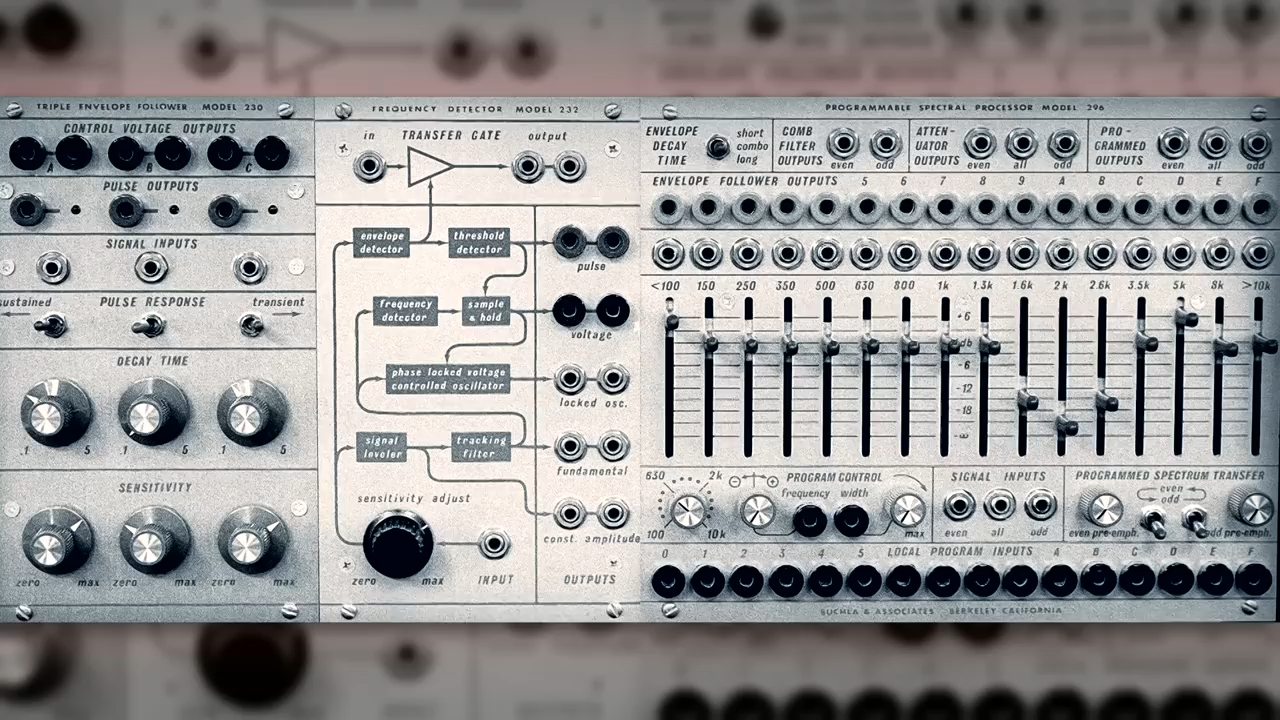 TRIPLE ENVELOPE FOLLOWER MODEL 230
CONTROL VOLTAGE OUTPUTS
A B C
PULSE OUTPUTS
SIGNAL INPUTS
sustained PULSE RESPONSE transient
DECAY TIME
.1 5 .1 5 .1 5
SENSITIVITY
zero max zero max zero max
FREQUENCY DETECTOR MODEL 232
in TRANSFER GATE output
envelope detector
threshold detector
pulse
frequency detector
sample & hold
voltage
phase locked voltage
controlled oscillator
locked osc.
signal leveler
tracking filter
fundamental
sensitivity adjust
const. amplitude
zero max INPUT OUTPUTS
PROGRAMMABLE SPECTRAL PROCESSOR MODEL 296
ENVELOPE DECAY TIME
short
combo
long
COMB FILTER OUTPUTS
even odd
ATTEN-UATOR OUTPUTS
even all odd
PRO-GRAMMED OUTPUTS
even all odd
ENVELOPE FOLLOWER OUTPUTS 5 6 7 8 9 A B C D E F
<100 150 250 350 500 630 800 1k 1.3k 1.6k 2k 2.6k 3.5k 5k 8k >10k
+6
db
6
-12
-18
-∞
630 2k
100 10k
PROGRAM CONTROL
frequency width
max
SIGNAL INPUTS
even all odd
PROGRAMMED SPECTRUM TRANSFER
even
odd
even pre-emph. odd pre-emph.
0 1 2 3 4 5 LOCAL PROGRAM INPUTS A B C D E F
BUCHLA & ASSOCIATES BERKELEY CALIFORNIA